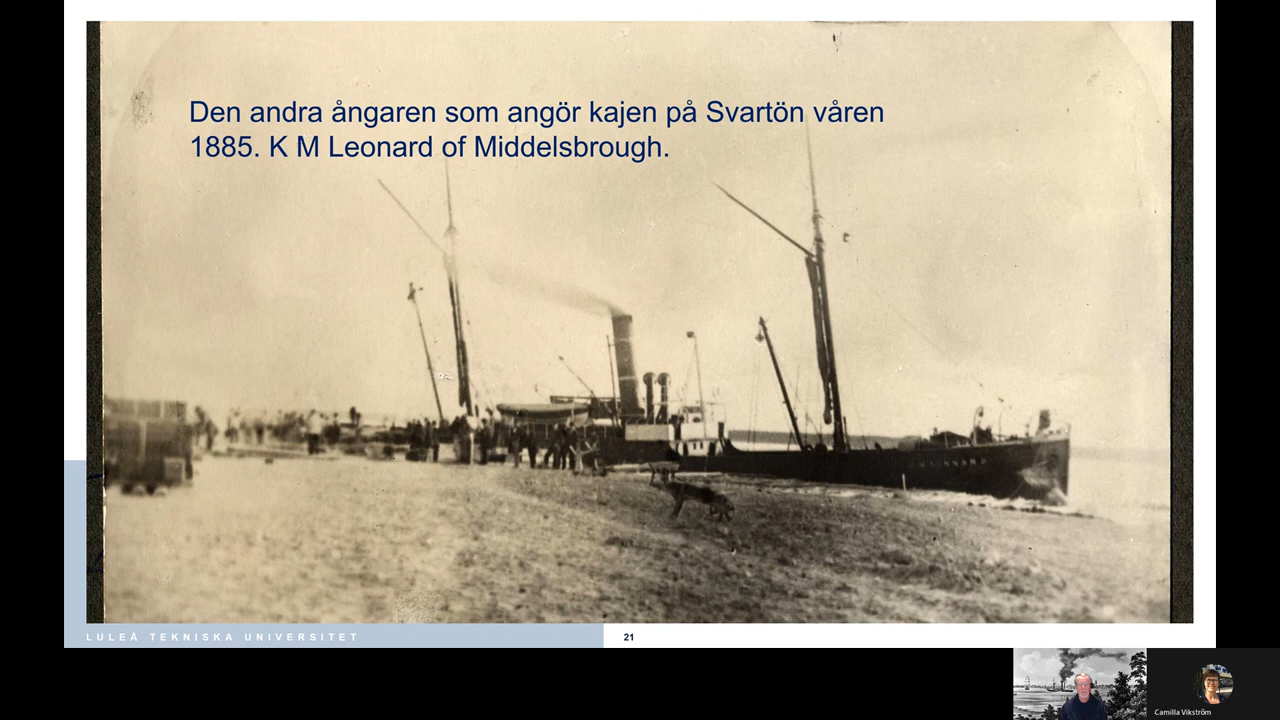 Den andra ångaren som angör kajen på Svartön våren
1885. K M Leonard of Middelsbrough.
LULEÅ TEKNISKA UNIVERSITET
21
Camilla Vikström